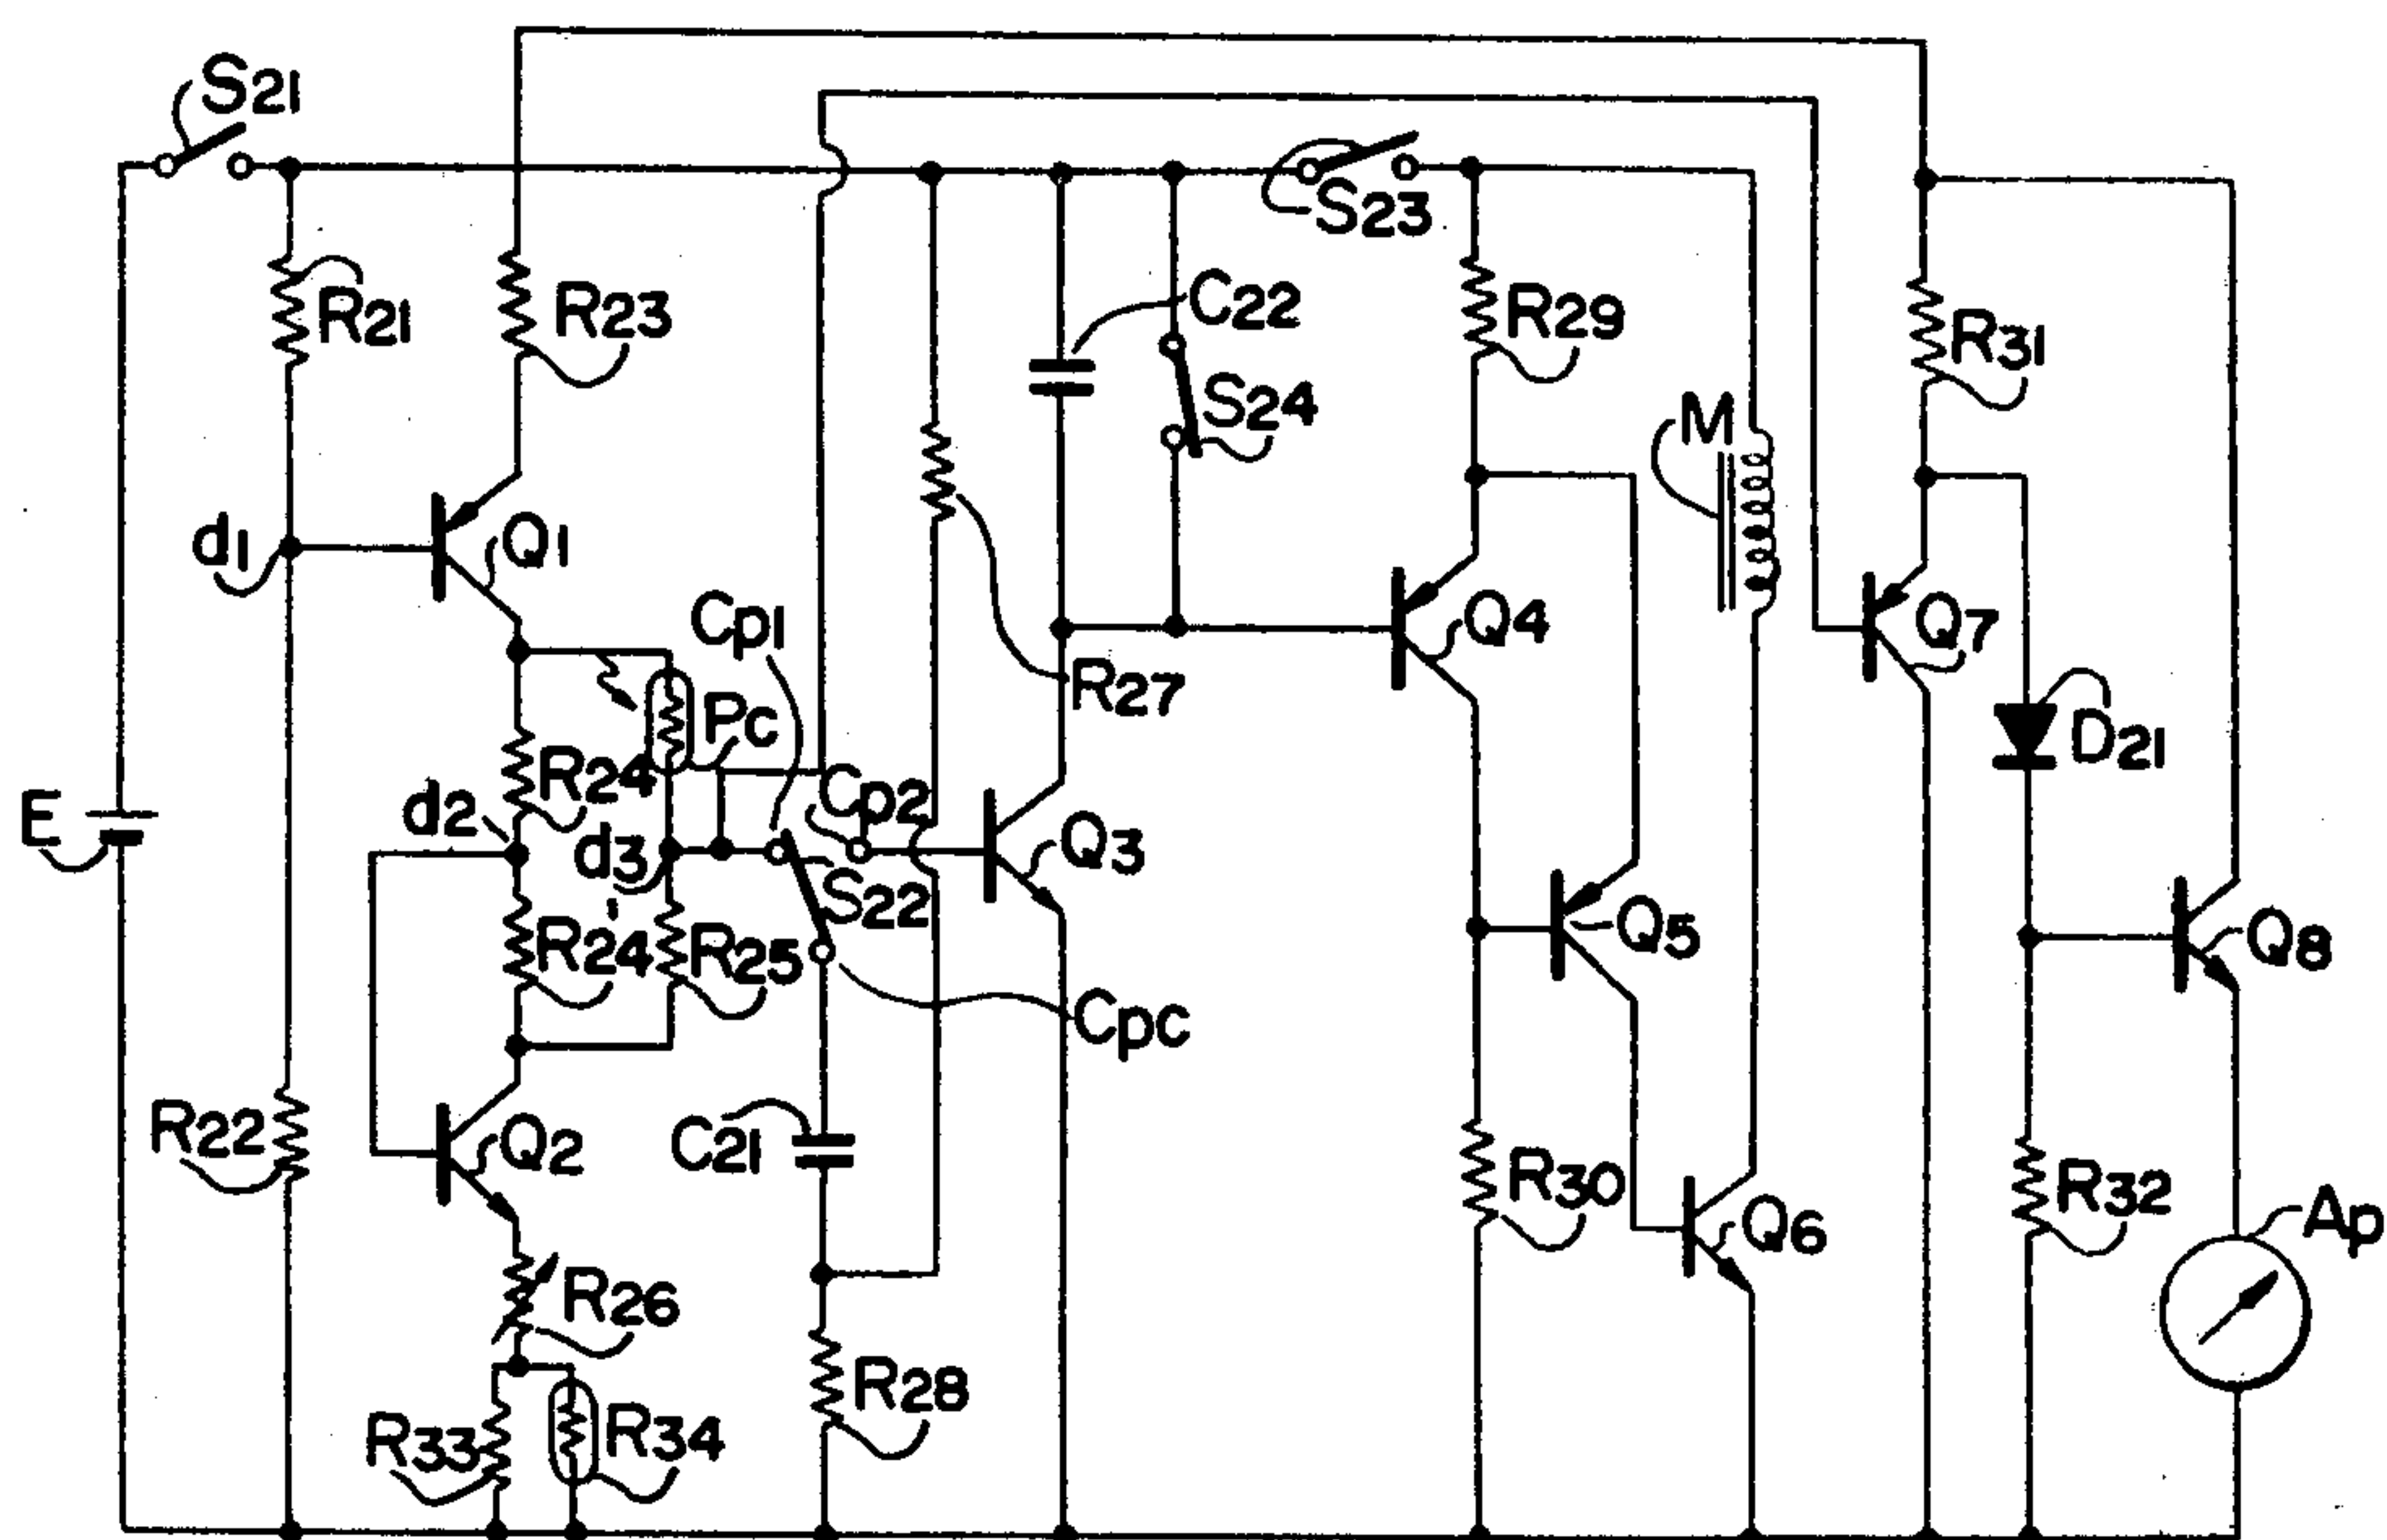 S21
S23
R21
R23
C22
R29
R31
S24
M
d1
Q1
Cp1
Q4
Q7
R27
Pc
D21
R24
d2
Cp2
E
d3
Q3
S22
R24'
R25
Q5
Q8
Cpc
R22
Q2
C21
R30
R32
Ap
Q6
R26
R28
R33
R34